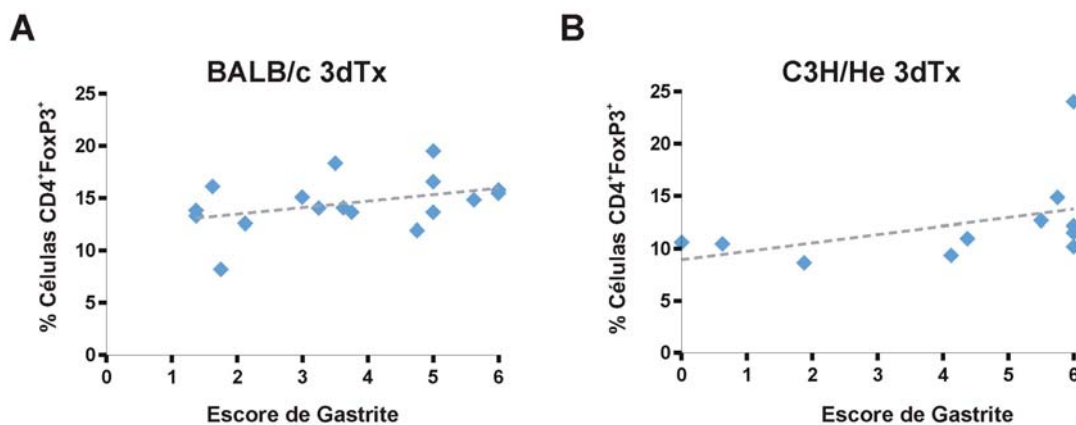 A
BALB/c 3dTx
% Células CD4⁺FoxP3⁺
25
20
15
10
5
0
0 1 2 3 4 5 6
Escore de Gastrite
B
C3H/He 3dTx
% Células CD4⁺FoxP3⁺
25
20
15
10
5
0
0 1 2 3 4 5 6
Escore de Gastrite